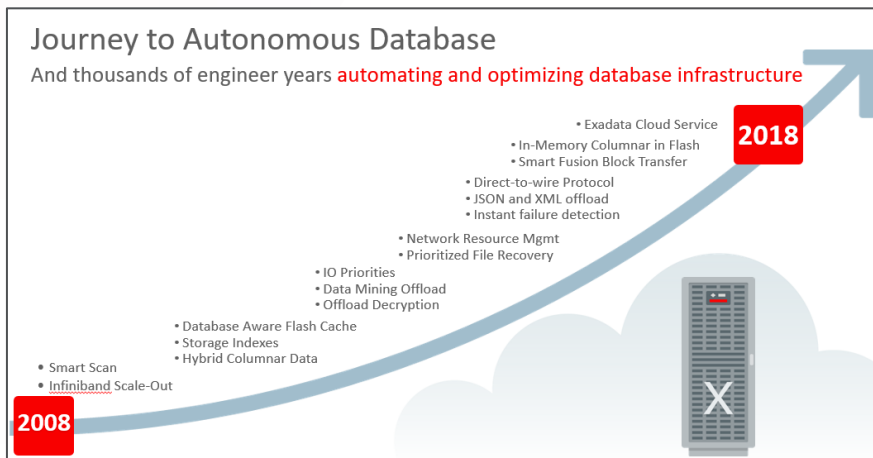 Journey to Autonomous Database
And thousands of engineer years automating and optimizing database infrastructure
• Exadata Cloud Service
2018
• In-Memory Columnar in Flash
• Smart Fusion Block Transfer
• Direct-to-wire Protocol
• JSON and XML offload
• Instant failure detection
• Network Resource Mgmt
• Prioritized File Recovery
• IO Priorities
• Data Mining Offload
• Offload Decryption
• Database Aware Flash Cache
• Storage Indexes
• Hybrid Columnar Data
• Smart Scan
• Infiniband Scale-Out
2008
X